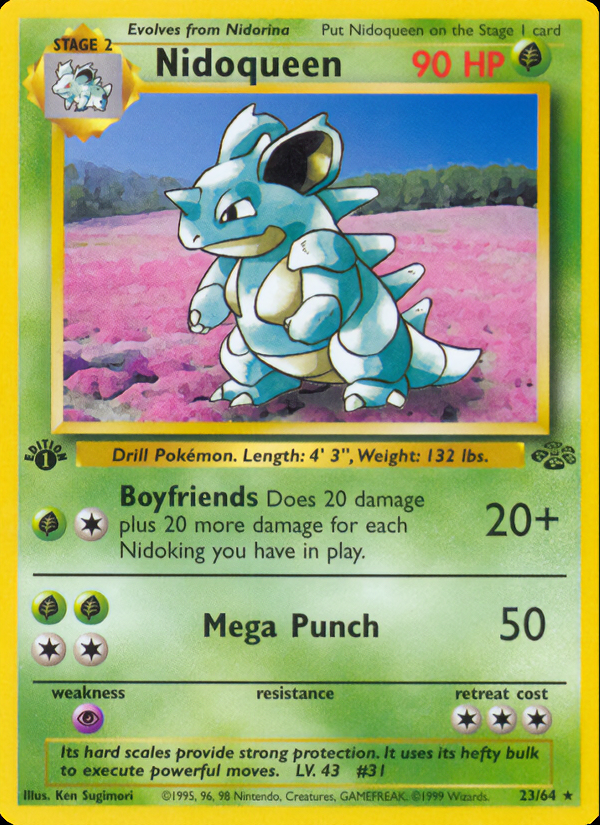 Evolves from Nidorina Put Nidoqueen on the Stage 1 card
STAGE 2
Nidoqueen 90 HP
EDITION
1
Drill Pokémon. Length: 4' 3", Weight: 132 lbs.
Boyfriends Does 20 damage
plus 20 more damage for each
Nidoking you have in play.
20+
Mega Punch 50
weakness resistance retreat cost
Its hard scales provide strong protection. It uses its hefty bulk
to execute powerful moves. LV. 43 #31
Illus. Ken Sugimori ©1995, 96, 98 Nintendo, Creatures, GAMEFREAK. ©1999 Wizards. 23/64 ★